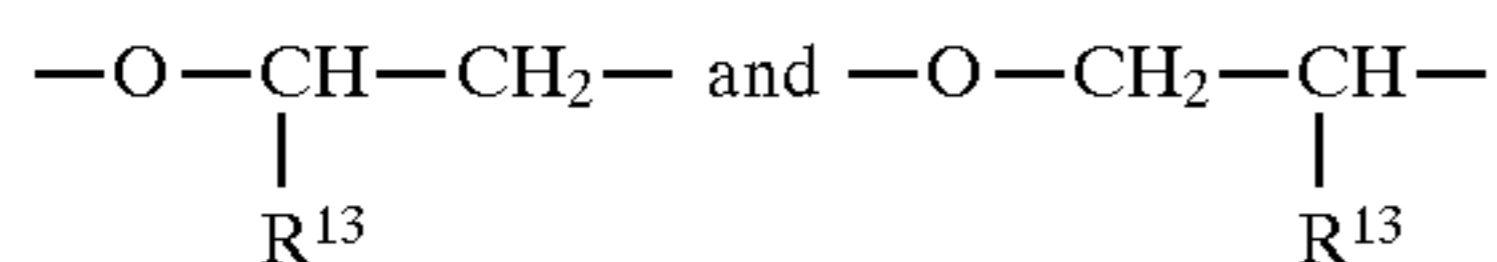 —O—CH—CH₂— and —O—CH₂—CH—
R¹³ R¹³